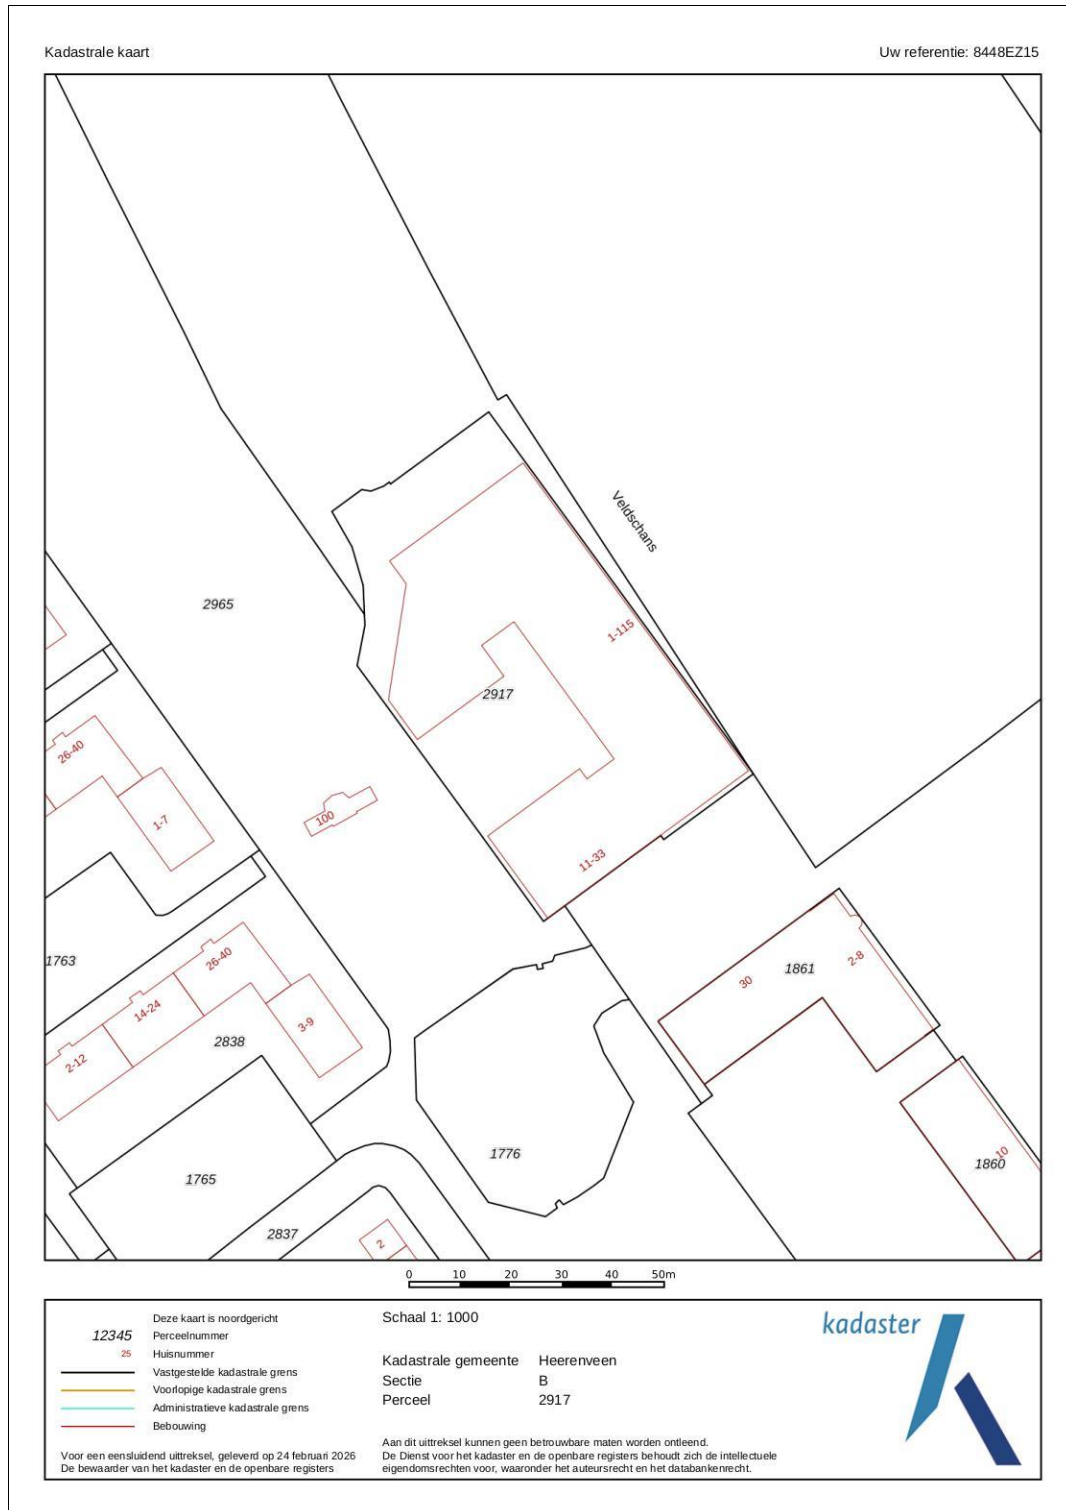 Kadastrale kaart
Uw referentie: 8448EZ15
Veldschans
2965
1-115
2917
26-40
1-7
100
11-33
1763
26-40
14-24
3-9
2-12
2838
30
1861
2-8
1776
1765
10
1860
2837
2
0 10 20 30 40 50m
Deze kaart is noordgericht
12345 Perceelnummer
25 Huisnummer
Vastgestelde kadastrale grens
Voorlopige kadastrale grens
Administratieve kadastrale grens
Bebouwing
Voor een eensluidend uittreksel, geleverd op 24 februari 2026
De bewaarder van het kadaster en de openbare registers
Schaal 1: 1000
Kadastrale gemeente Heerenveen
Sectie B
Perceel 2917
Aan dit uittreksel kunnen geen betrouwbare maten worden ontleend.
De Dienst voor het kadaster en de openbare registers behoudt zich de intellectuele
eigendomsrechten voor, waaronder het auteursrecht en het databankenrecht.
kadaster